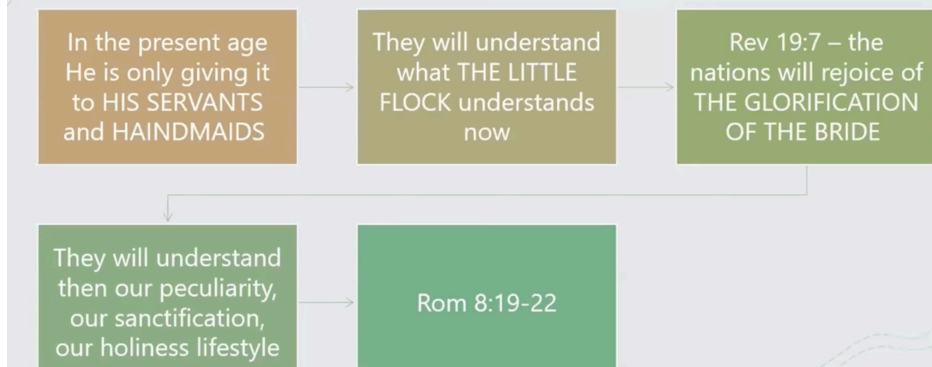 In the present age
He is only giving it
to HIS SERVANTS
and HAINDMAIDS
They will understand
what THE LITTLE
FLOCK understands
now
Rev 19:7 – the
nations will rejoice of
THE GLORIFICATION
OF THE BRIDE
They will understand
then our peculiarity,
our sanctification,
our holiness lifestyle
Rom 8:19-22